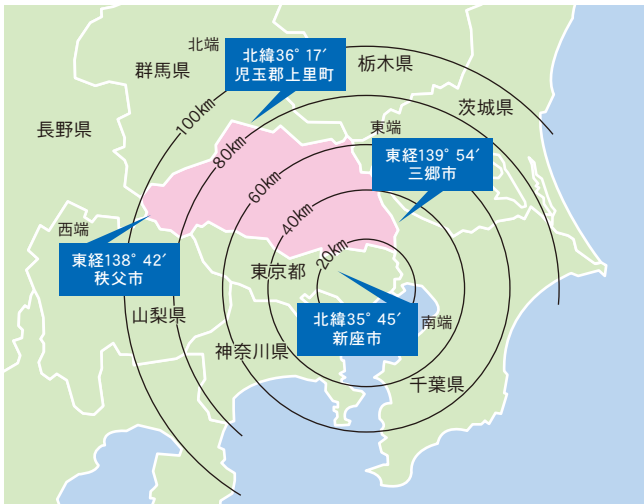 北端
北緯36° 17′
児玉郡上里町
群馬県
栃木県
100km
茨城県
長野県
東端
80km
東経139° 54′
三郷市
60km
40km
西端
20km
東京都
東経138° 42′
秩父市
山梨県
北緯35° 45′
新座市
南端
神奈川県
千葉県